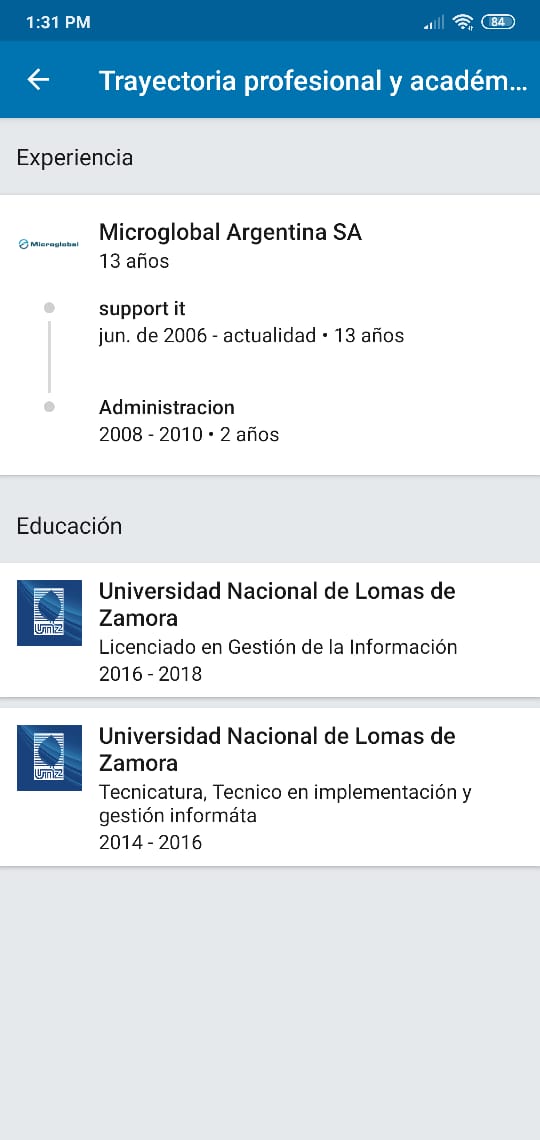 1:31 PM
84
Trayectoria profesional y académ...
Experiencia
Microglobal
Microglobal Argentina SA
13 años
support it
jun. de 2006 - actualidad • 13 años
Administracion
2008 - 2010 • 2 años
Educación
Universidad Nacional de Lomas de
Zamora
Licenciado en Gestión de la Información
2016 - 2018
Universidad Nacional de Lomas de
Zamora
Tecnicatura, Tecnico en implementación y
gestión informáta
2014 - 2016